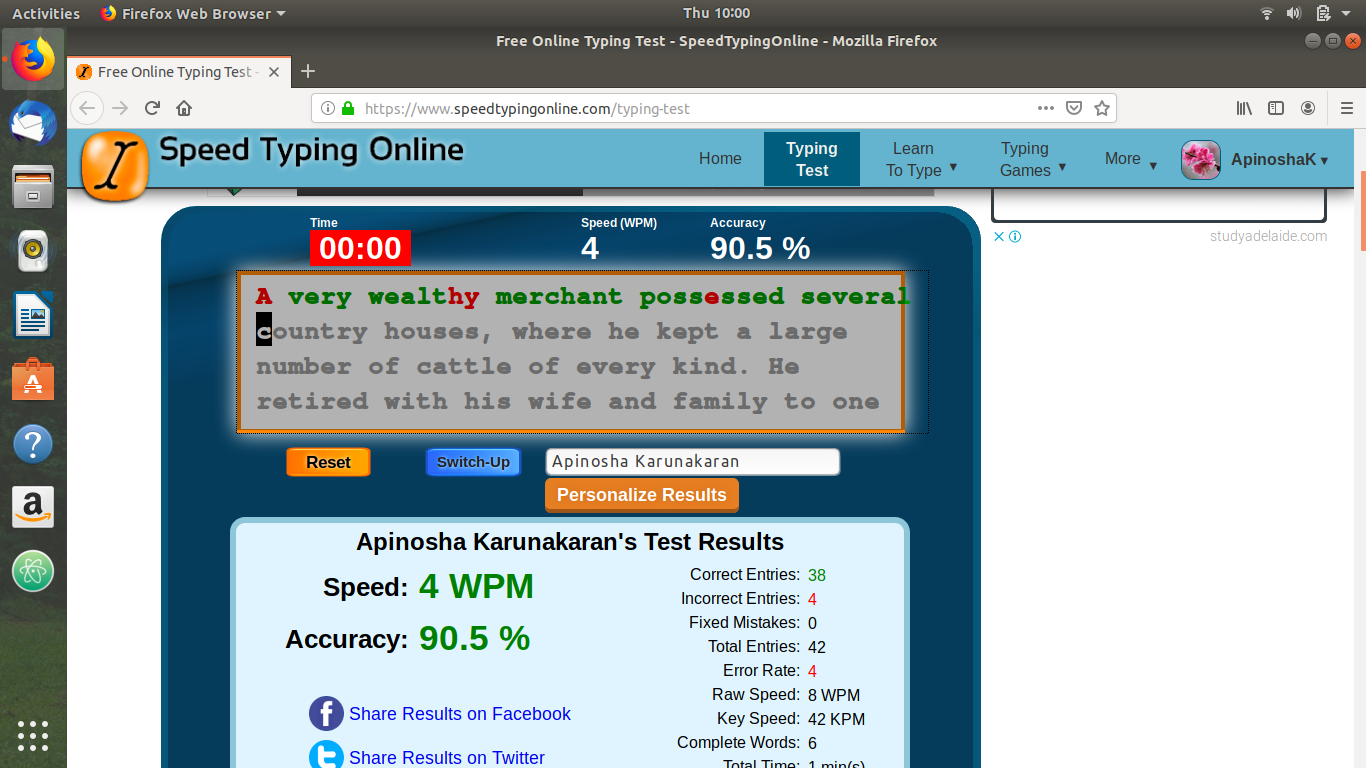 Activities Firefox Web Browser Thu 10:00
Free Online Typing Test - SpeedTypingOnline - Mozilla Firefox
Free Online Typing Test -
https://www.speedtypingonline.com/typing-test
Speed Typing Online
Home
Typing
Test
Learn
To Type
Typing
Games
More
ApinoshaK
studyadelaide.com
Time Speed (WPM) Accuracy
00:00 4 90.5 %
A very wealthy merchant possessed several
country houses, where he kept a large
number of cattle of every kind. He
retired with his wife and family to one
Reset Switch-Up Apinosha Karunakaran
Personalize Results
Apinosha Karunakaran's Test Results
Speed: 4 WPM
Accuracy: 90.5 %
Share Results on Facebook
Share Results on Twitter
Correct Entries: 38
Incorrect Entries: 4
Fixed Mistakes: 0
Total Entries: 42
Error Rate: 4
Raw Speed: 8 WPM
Key Speed: 42 KPM
Complete Words: 6
Total Time: 1 min(s)